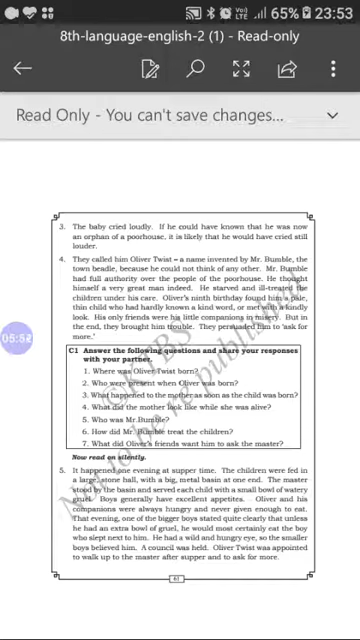 65% 23:53
8th-language-english-2 (1) - Read-only
Read Only - You can't save changes...
3. The baby cried loudly. If he could have known that he was now
an orphan of a poorhouse, it is likely that he would have cried still
louder.
4. They called him Oliver Twist – a name invented by Mr. Bumble, the
town beadle, because he could not think of any other. Mr. Bumble
had full authority over the people of the poorhouse. He thought
himself a very great man indeed. He starved and ill-treated the
children under his care. Oliver's ninth birthday found him a pale,
thin child who had hardly known a kind word, or met with a kindly
look. His only friends were his little companions in misery. But in
the end, they brought him trouble. They persuaded him to 'ask for
more.'
05:52
C1 Answer the following questions and share your responses
with your partner.
1. Where was Oliver Twist born?
2. Who were present when Oliver was born?
3. What happened to the mother as soon as the child was born?
4. What did the mother look like while she was alive?
5. Who was Mr. Bumble?
6. How did Mr. Bumble treat the children?
7. What did Oliver's friends want him to ask the master?
Now read on silently.
5. It happened one evening at supper time. The children were fed in
a large, stone hall, with a big, metal basin at one end. The master
stood by the basin and served each child with a small bowl of watery
gruel. Boys generally have excellent appetites. Oliver and his
companions were always hungry and never given enough to eat.
That evening, one of the bigger boys stated quite clearly that unless
he had an extra bowl of gruel, he would most certainly eat the boy
who slept next to him. He had a wild and hungry eye, so the smaller
boys believed him. A council was held. Oliver Twist was appointed
to walk up to the master after supper and to ask for more.
61
©KTBS
Not to be republished